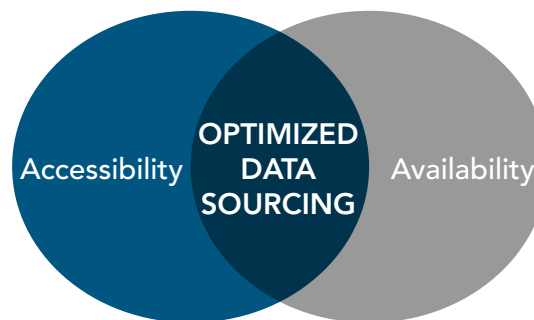 Accessibility
OPTIMIZED
DATA
SOURCING
Availability